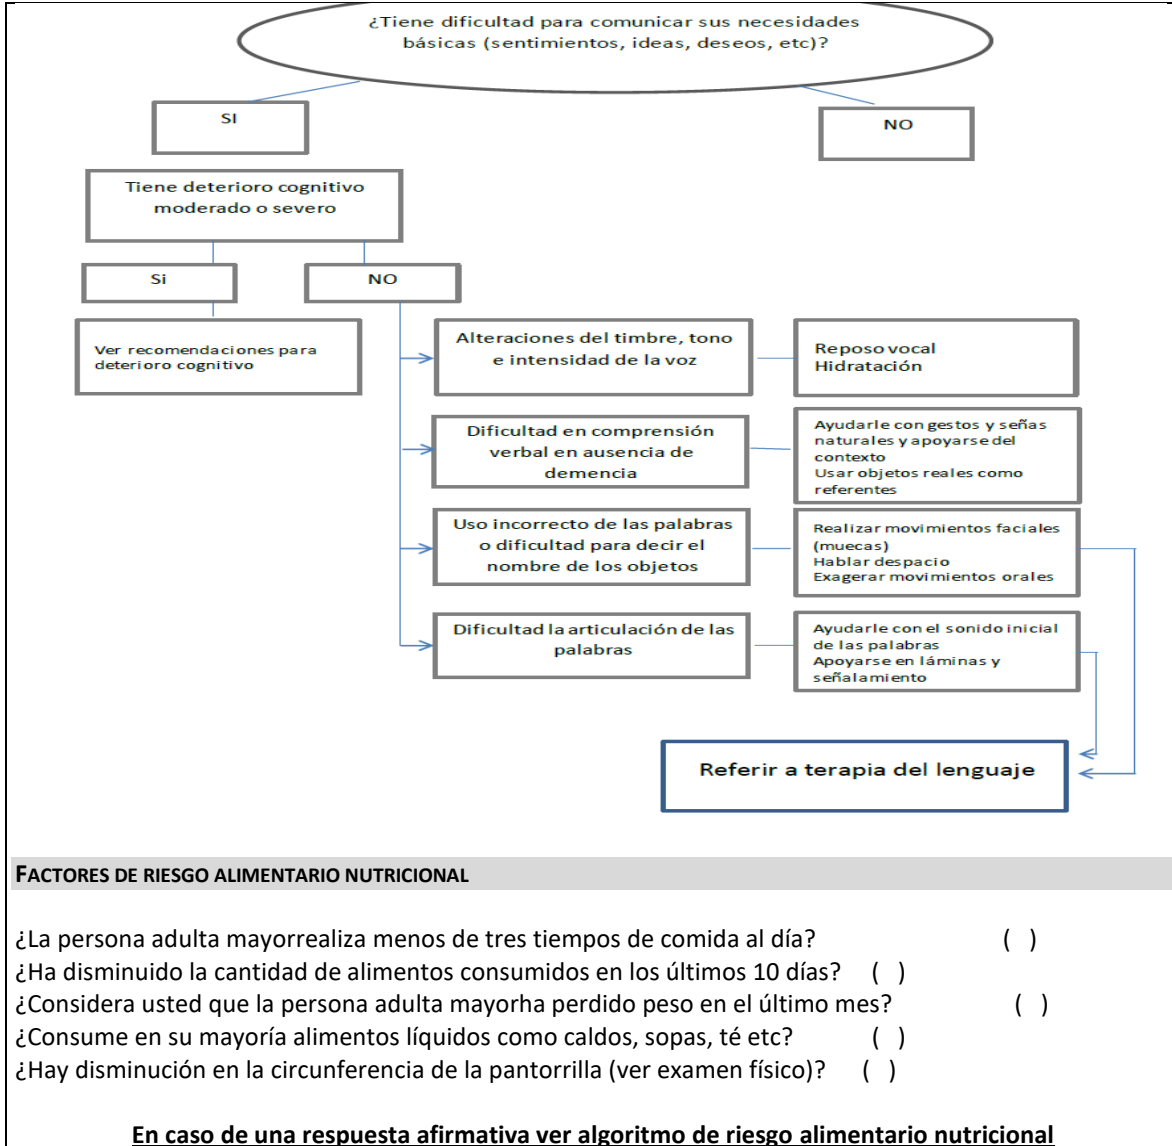 ¿Tiene dificultad para comunicar sus necesidades
básicas (sentimientos, ideas, deseos, etc)?
SI
NO
Tiene deterioro cognitivo
moderado o severo
Si
NO
Ver recomendaciones para
deterioro cognitivo
Alteraciones del timbre, tono
e intensidad de la voz
Reposo vocal
Hidratación
Dificultad en comprensión
verbal en ausencia de
demencia
Ayudarle con gestos y señas
naturales y apoyarse del
contexto
Usar objetos reales como
referentes
Uso incorrecto de las palabras
o dificultad para decir el
nombre de los objetos
Realizar movimientos faciales
(muecas)
Hablar despacio
Exagerar movimientos orales
Dificultad la articulación de las
palabras
Ayudarle con el sonido inicial
de las palabras
Apoyarse en láminas y
señalamiento
Referir a terapia del lenguaje
FACTORES DE RIESGO ALIMENTARIO NUTRICIONAL
¿La persona adulta mayorrealiza menos de tres tiempos de comida al día? ( )
¿Ha disminuido la cantidad de alimentos consumidos en los últimos 10 días? ( )
¿Considera usted que la persona adulta mayorha perdido peso en el último mes? ( )
¿Consume en su mayoría alimentos líquidos como caldos, sopas, té etc? ( )
¿Hay disminución en la circunferencia de la pantorrilla (ver examen físico)? ( )
En caso de una respuesta afirmativa ver algoritmo de riesgo alimentario nutricional